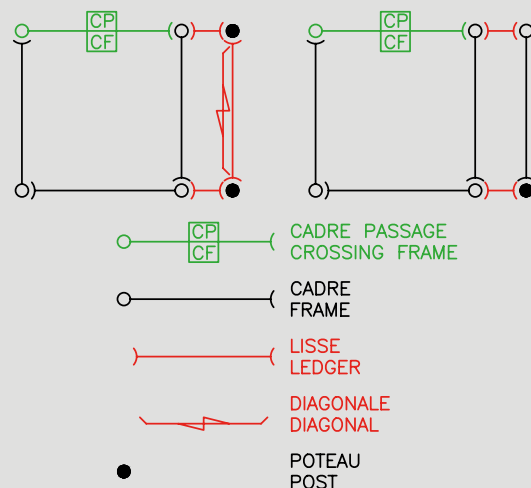 CP
CF
CP
CF
CP
CF
CADRE PASSAGE
CROSSING FRAME
CADRE
FRAME
LISSE
LEDGER
DIAGONALE
DIAGONAL
POTEAU
POST